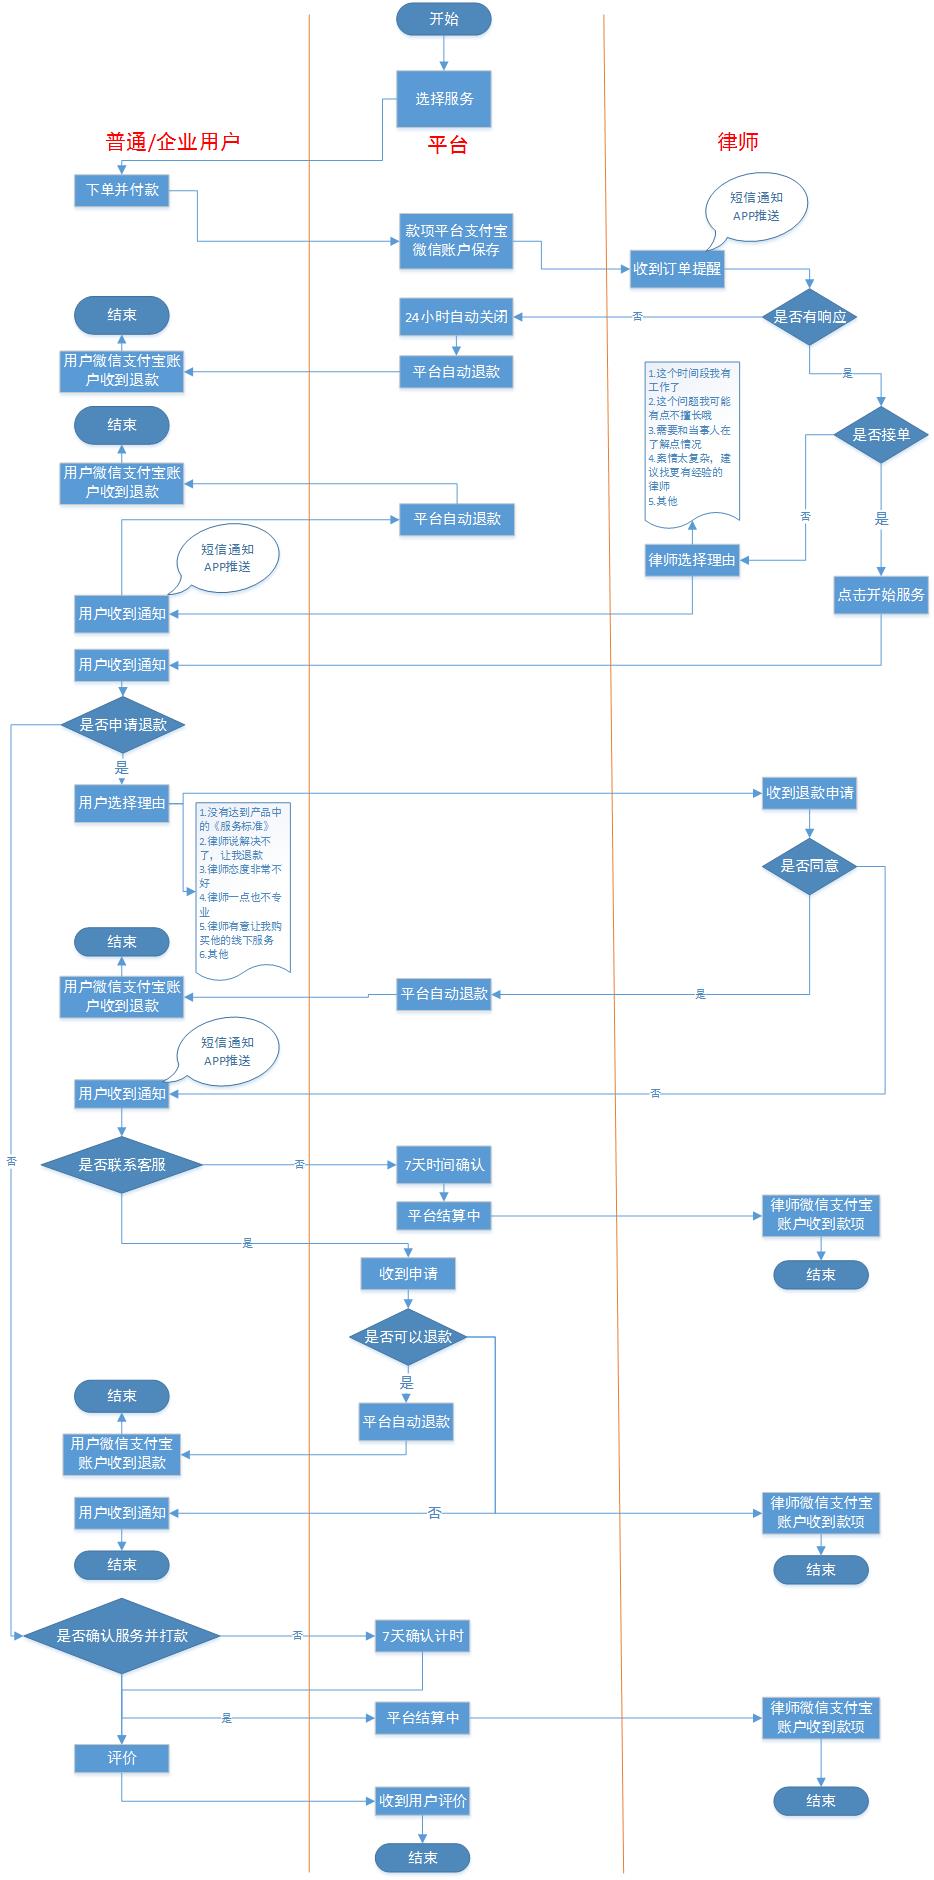 开始
选择服务
普通/企业用户
平台
律师
下单并付款
短信通知
APP推送
款项平台支付宝
微信账户保存
收到订单提醒
结束
24小时自动关闭
否
是否有响应
用户微信支付宝账
户收到退款
平台自动退款
是
1.这个时间段我有
工作了
2.这个问题我可能
有点不擅长哦
3.需要和当事人在
了解点情况
4.案情太复杂，建
议找更有经验的
律师
5.其他
结束
是否接单
用户微信支付宝账
户收到退款
平台自动退款
否
是
短信通知
APP推送
律师选择理由
点击开始服务
用户收到通知
用户收到通知
是否申请退款
是
用户选择理由
收到退款申请
1.没有达到产品中
的《服务标准》
2.律师说解决不
了，让我退款
3.律师态度非常不
好
4.律师一点也不专
业
5.律师有意让我购
买他的线下服务
6.其他
是否同意
结束
用户微信支付宝账
户收到退款
平台自动退款
是
短信通知
APP推送
用户收到通知
否
否
是否联系客服
否
7天时间确认
平台结算中
律师微信支付宝
账户收到款项
是
收到申请
结束
是否可以退款
是
结束
平台自动退款
用户微信支付宝
账户收到退款
用户收到通知
否
律师微信支付宝
账户收到款项
结束
结束
是否确认服务并打款
否
7天确认计时
是
平台结算中
律师微信支付宝
账户收到款项
评价
收到用户评价
结束
结束